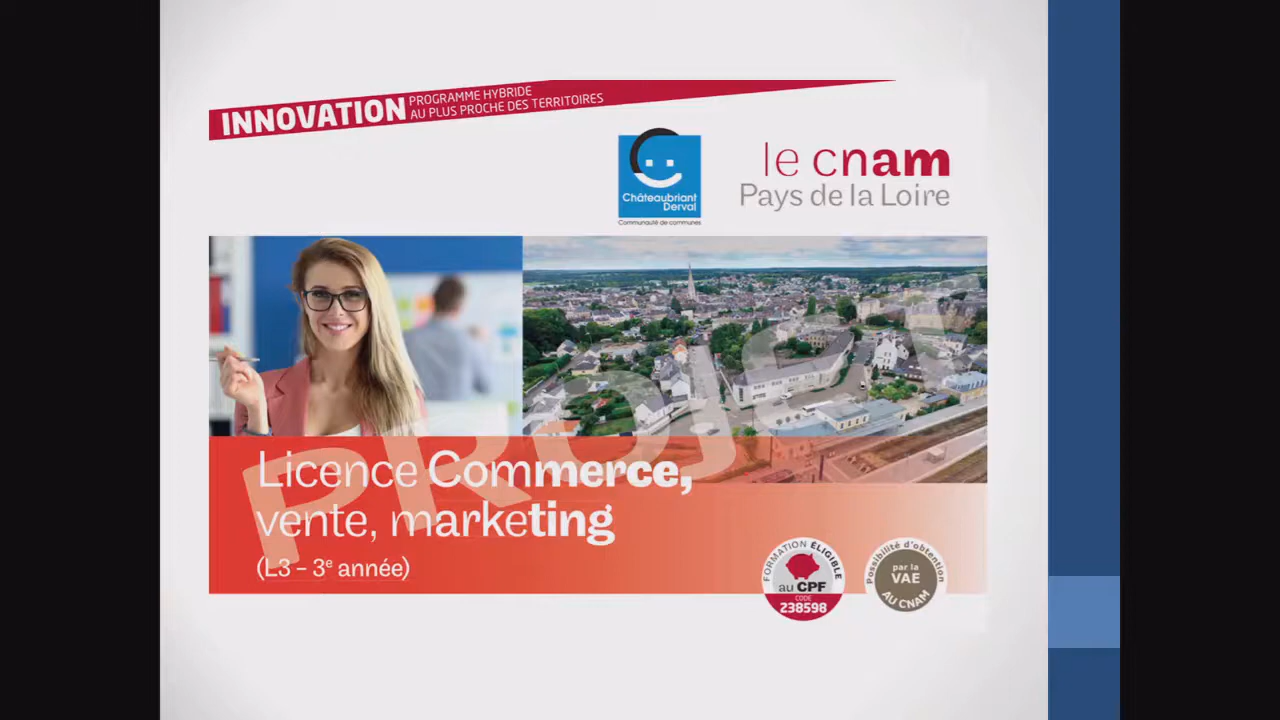 INNOVATION PROGRAMME HYBRIDE
AU PLUS PROCHE DES TERRITOIRES
Châteaubriant
Derval
Communauté de communes
le cnam
Pays de la Loire
PROJET
Licence Commerce,
vente, marketing
(L3 – 3e année)
FORMATION ÉLIGIBLE
au CPF
CODE
238598
Possibilité d'obtention
par la
VAE
AU CNAM